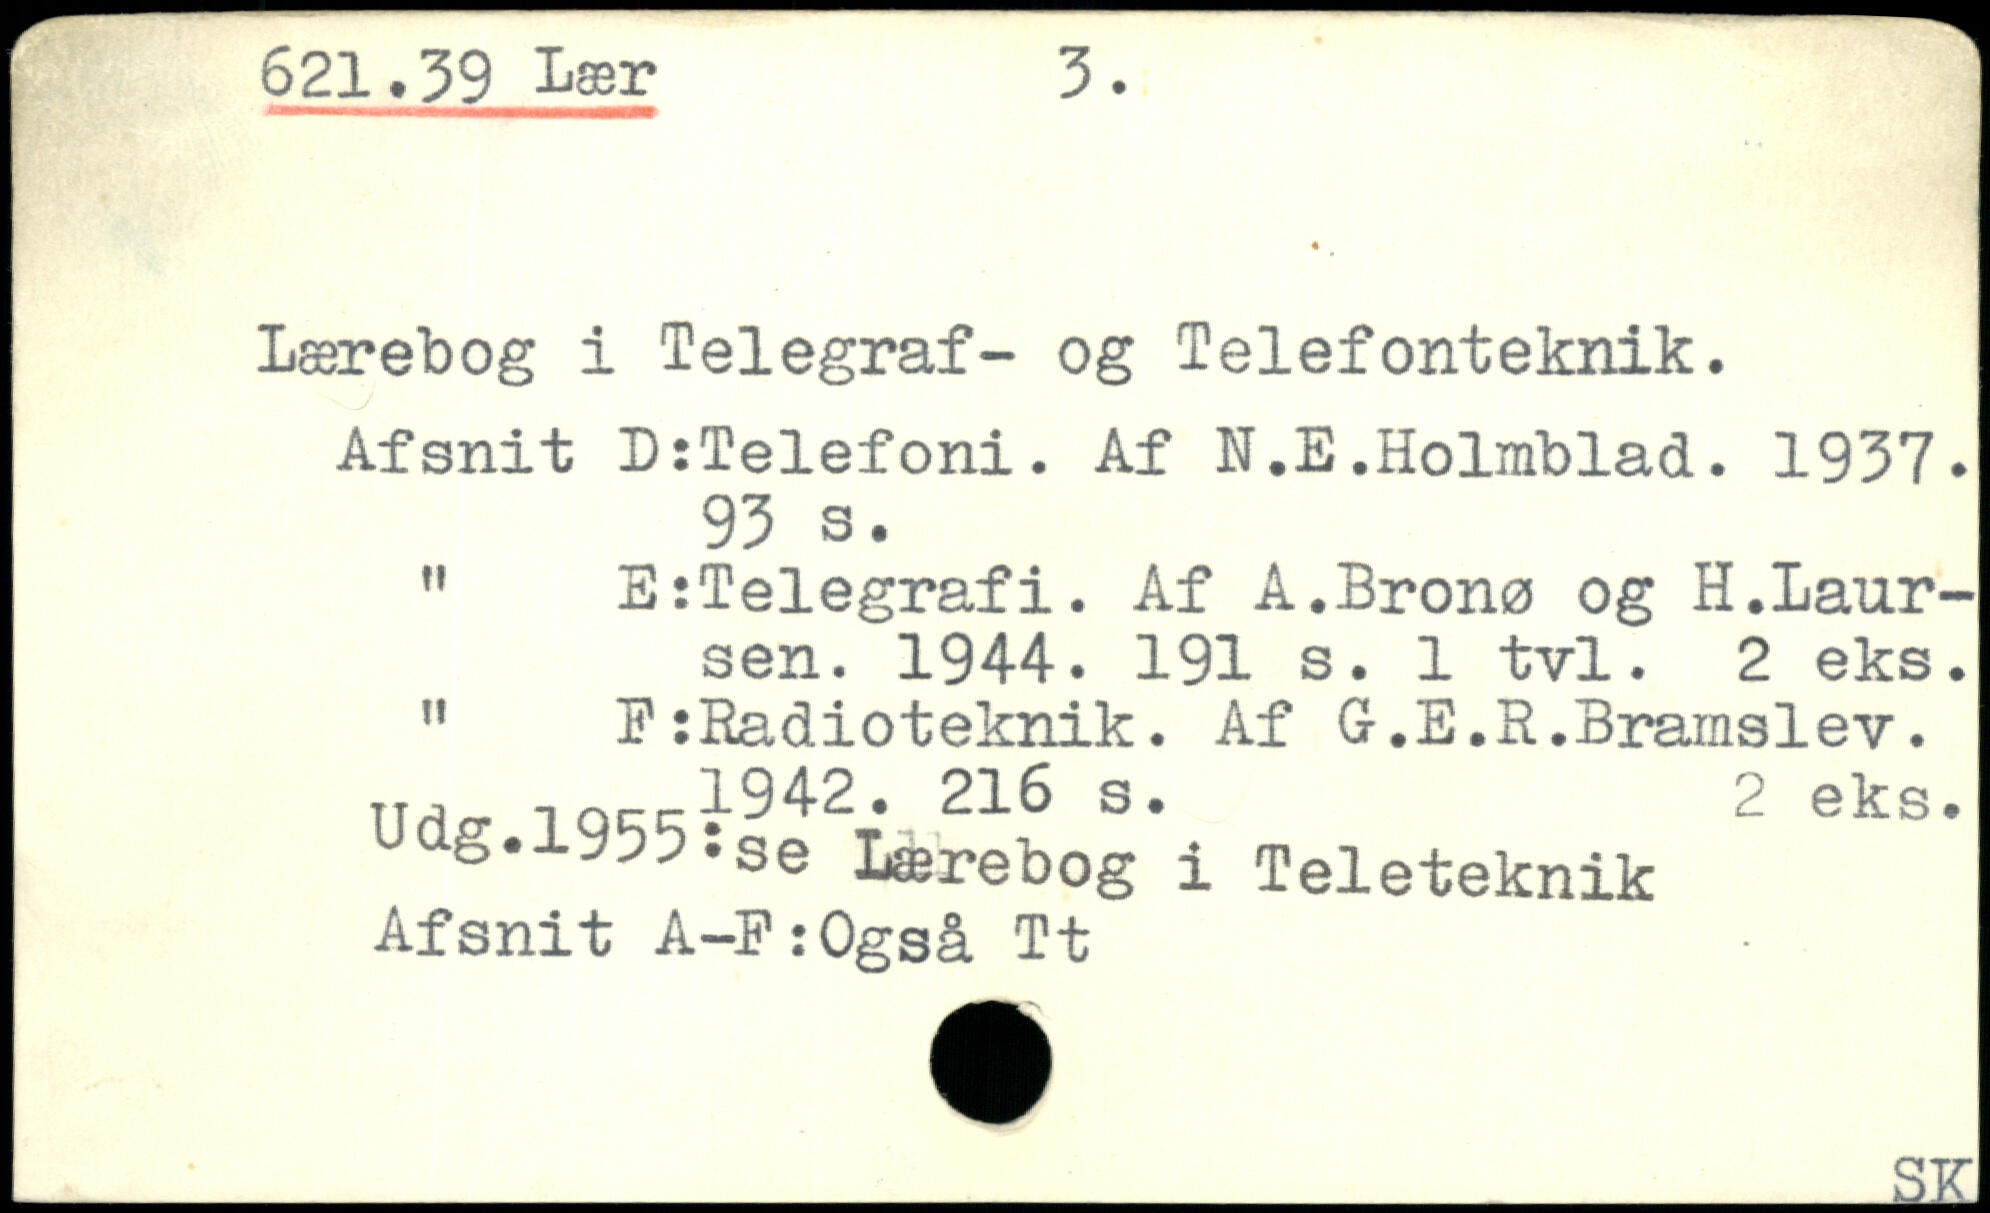 621.39 Lær 3.
Lærebog i Telegraf- og Telefonteknik.
Afsnit D:Telefoni. Af N.E.Holmblad. 1937.
93 s.
" E:Telegrafi. Af A.Bronø og H.Laur-
sen. 1944. 191 s. 1 tvl. 2 eks.
" F:Radioteknik. Af G.E.R.Bramslev.
1942. 216 s. 2 eks.
Udg.1955:se Lærebog i Teleteknik
Afsnit A-F:Også Tt
SK